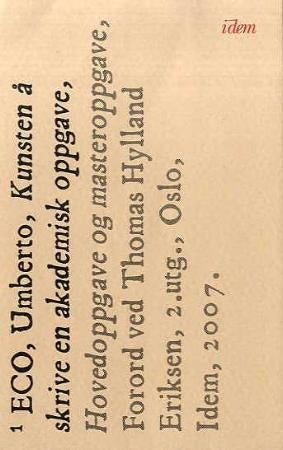 idem
¹ ECO, Umberto, Kunsten å
skrive en akademisk oppgave,
Hovedoppgave og masteroppgave,
Forord ved Thomas Hylland
Eriksen, 2.utg., Oslo,
Idem, 2007.